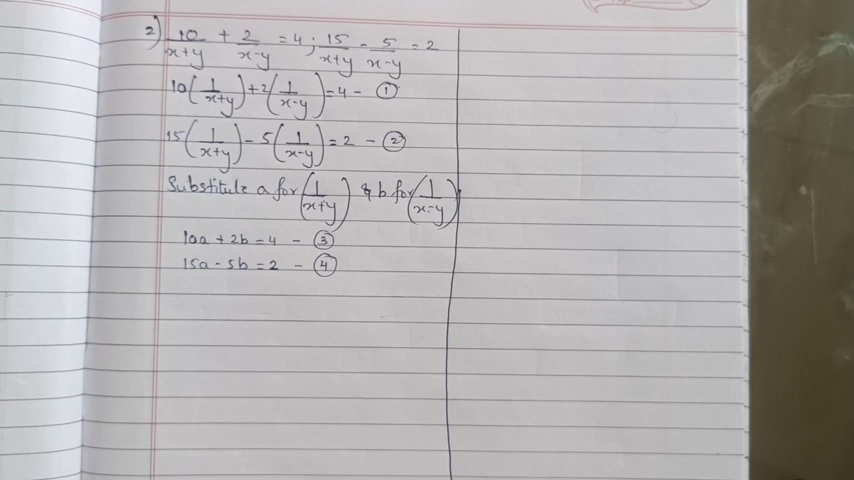 2) 10/x+y + 2/x-y = 4 ; 15/x+y - 5/x-y = 2
10(1/x+y) + 2(1/x-y) = 4 - ①
15(1/x+y) - 5(1/x-y) = 2 - ②
Substitute a for (1/x+y) & b for (1/x-y)
10a + 2b = 4 - ③
15a - 5b = 2 - ④